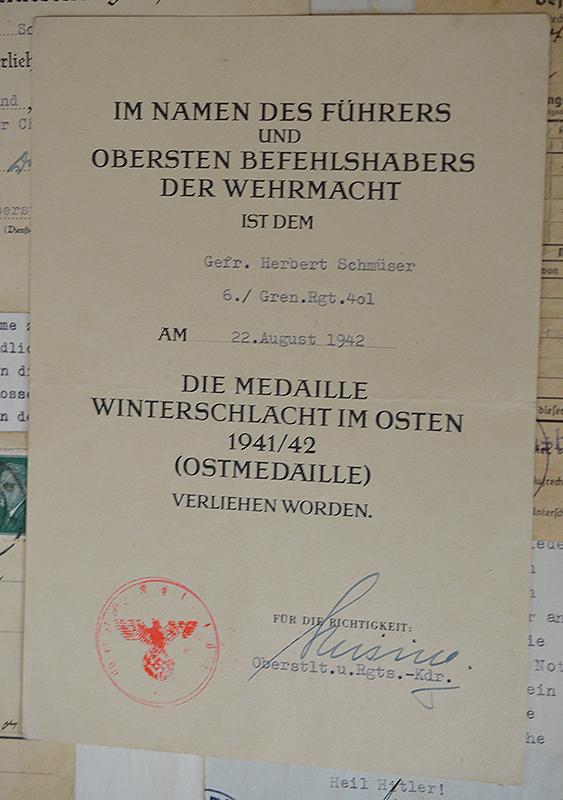 IM NAMEN DES FÜHRERS
UND
OBERSTEN BEFEHLSHABERS
DER WEHRMACHT
IST DEM
Gefr. Herbert Schmüser
6./ Gren.Rgt.4o1
AM 22.August 1942
DIE MEDAILLE
WINTERSCHLACHT IM OSTEN
1941/42
(OSTMEDAILLE)
VERLIEHEN WORDEN.
FÜR DIE RICHTIGKEIT:
Oberstlt.u.Rgts.-Kdr.
Heil Hitler!